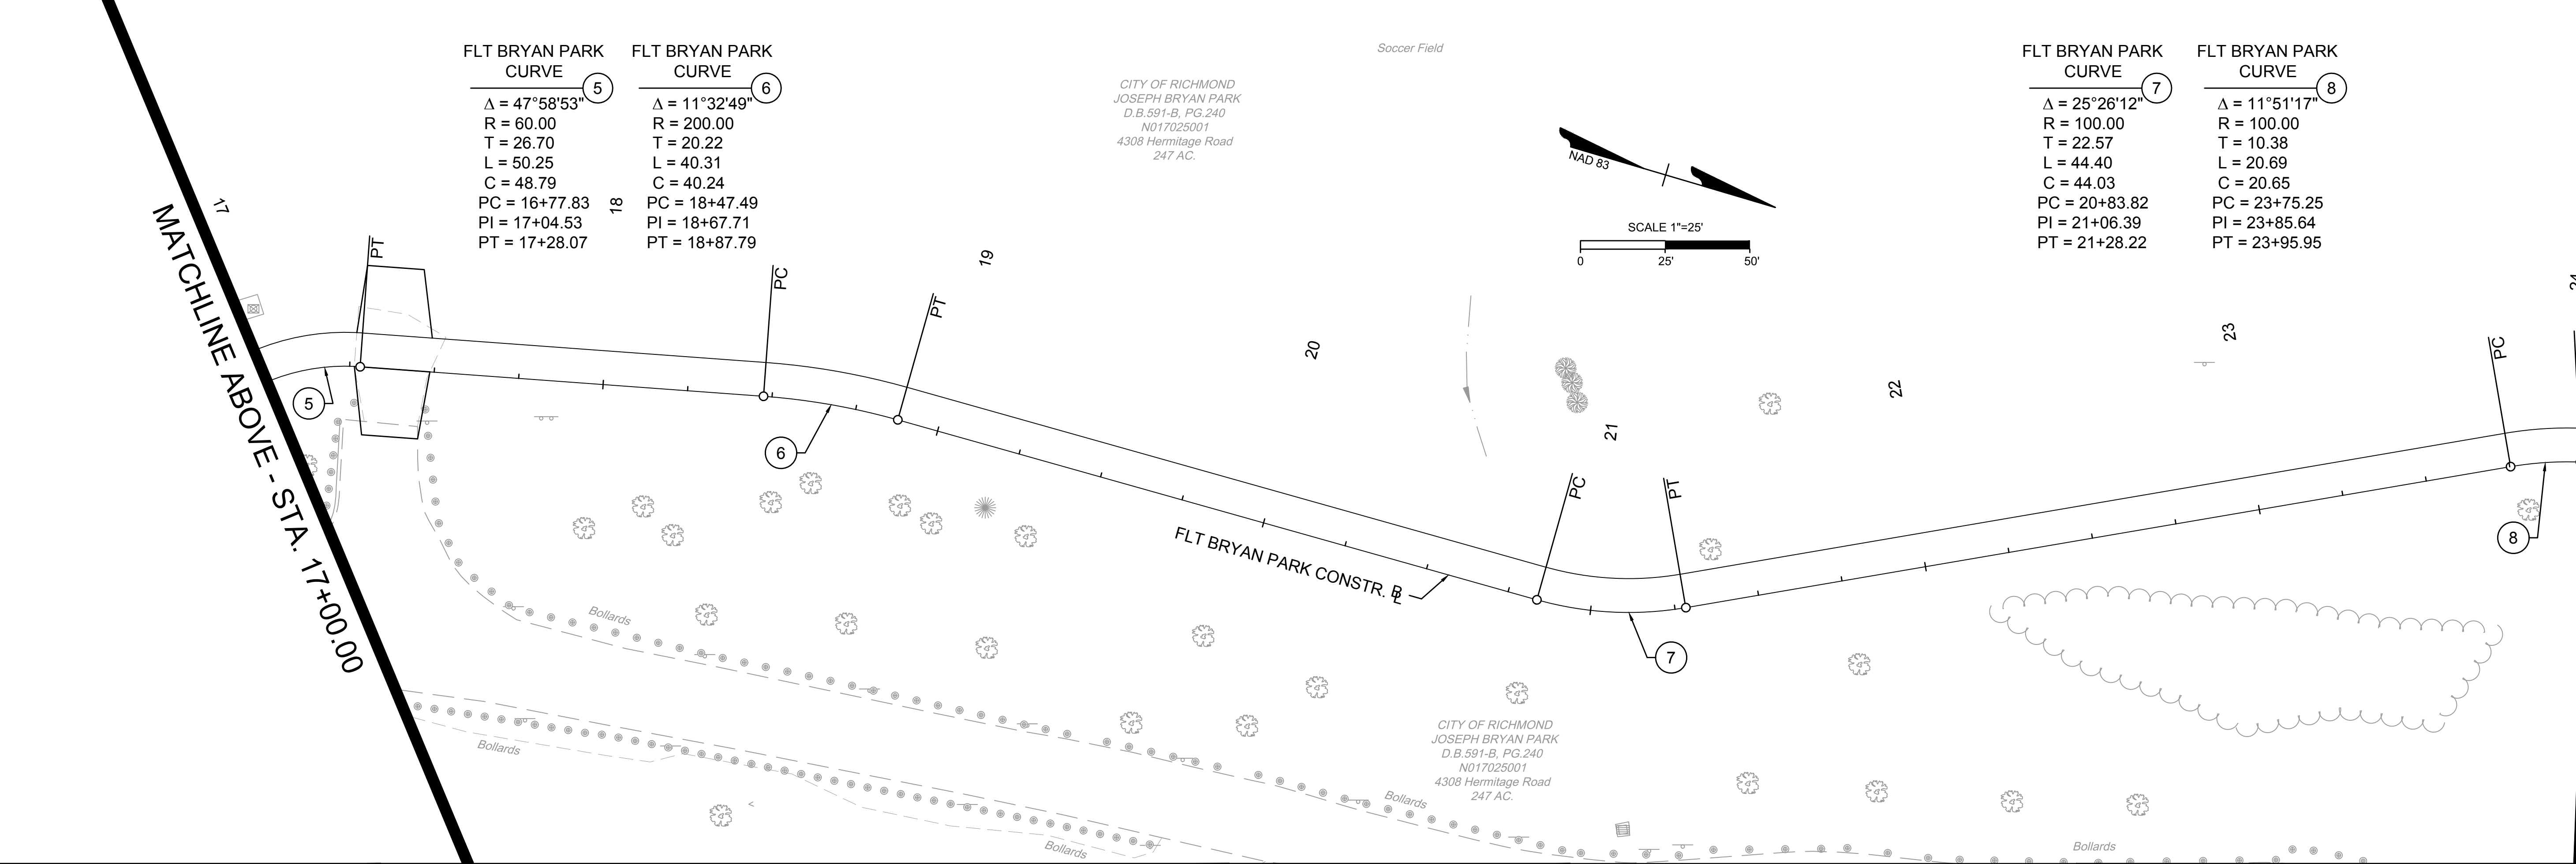 FLT BRYAN PARK
CURVE
5
Δ = 47°58'53"
R = 60.00
T = 26.70
L = 50.25
C = 48.79
PC = 16+77.83
PI = 17+04.53
PT = 17+28.07
FLT BRYAN PARK
CURVE
6
Δ = 11°32'49"
R = 200.00
T = 20.22
L = 40.31
C = 40.24
PC = 18+47.49
PI = 18+67.71
PT = 18+87.79
CITY OF RICHMOND
JOSEPH BRYAN PARK
D.B.591-B, PG.240
N017025001
4308 Hermitage Road
247 AC.
Soccer Field
NAD 83
SCALE 1"=25'
0 25' 50'
FLT BRYAN PARK
CURVE
7
Δ = 25°26'12"
R = 100.00
T = 22.57
L = 44.40
C = 44.03
PC = 20+83.82
PI = 21+06.39
PT = 21+28.22
FLT BRYAN PARK
CURVE
8
Δ = 11°51'17"
R = 100.00
T = 10.38
L = 20.69
C = 20.65
PC = 23+75.25
PI = 23+85.64
PT = 23+95.95
MATCHLINE ABOVE - STA. 17+00.00
17
18
19
20
21
22
23
24
PT
PC
PT
PC
PT
PC
5
6
7
8
FLT BRYAN PARK CONSTR. BL
Bollards
Bollards
Bollards
Bollards
Bollards
CITY OF RICHMOND
JOSEPH BRYAN PARK
D.B.591-B, PG.240
N017025001
4308 Hermitage Road
247 AC.